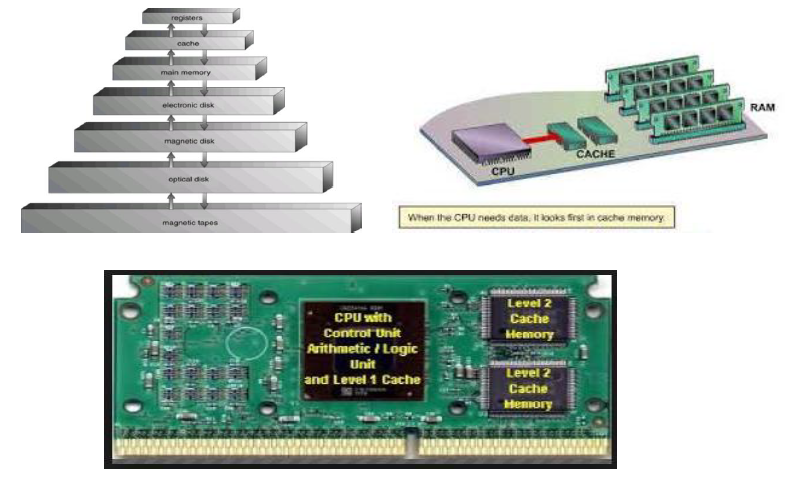 registers
cache
main memory
electronic disk
magnetic disk
optical disk
magnetic tapes
RAM
CACHE
CPU
When the CPU needs data, it looks first in cache memory.
CPU with
Control Unit
Arithmetic / Logic
Unit
and Level 1 Cache
Level 2
Cache
Memory
Level 2
Cache
Memory